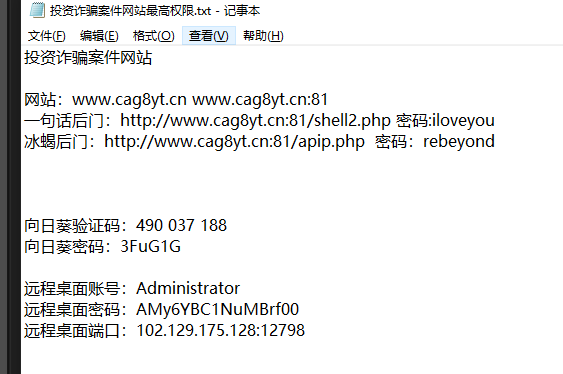 投资诈骗案件网站最高权限.txt - 记事本
文件(F) 编辑(E) 格式(O) 查看(V) 帮助(H)
投资诈骗案件网站
网站：www.cag8yt.cn www.cag8yt.cn:81
一句话后门：http://www.cag8yt.cn:81/shell2.php 密码:iloveyou
冰蝎后门：http://www.cag8yt.cn:81/apip.php 密码：rebeyond
向日葵验证码：490 037 188
向日葵密码：3FuG1G
远程桌面账号：Administrator
远程桌面密码：AMy6YBC1NuMBrf00
远程桌面端口：102.129.175.128:12798